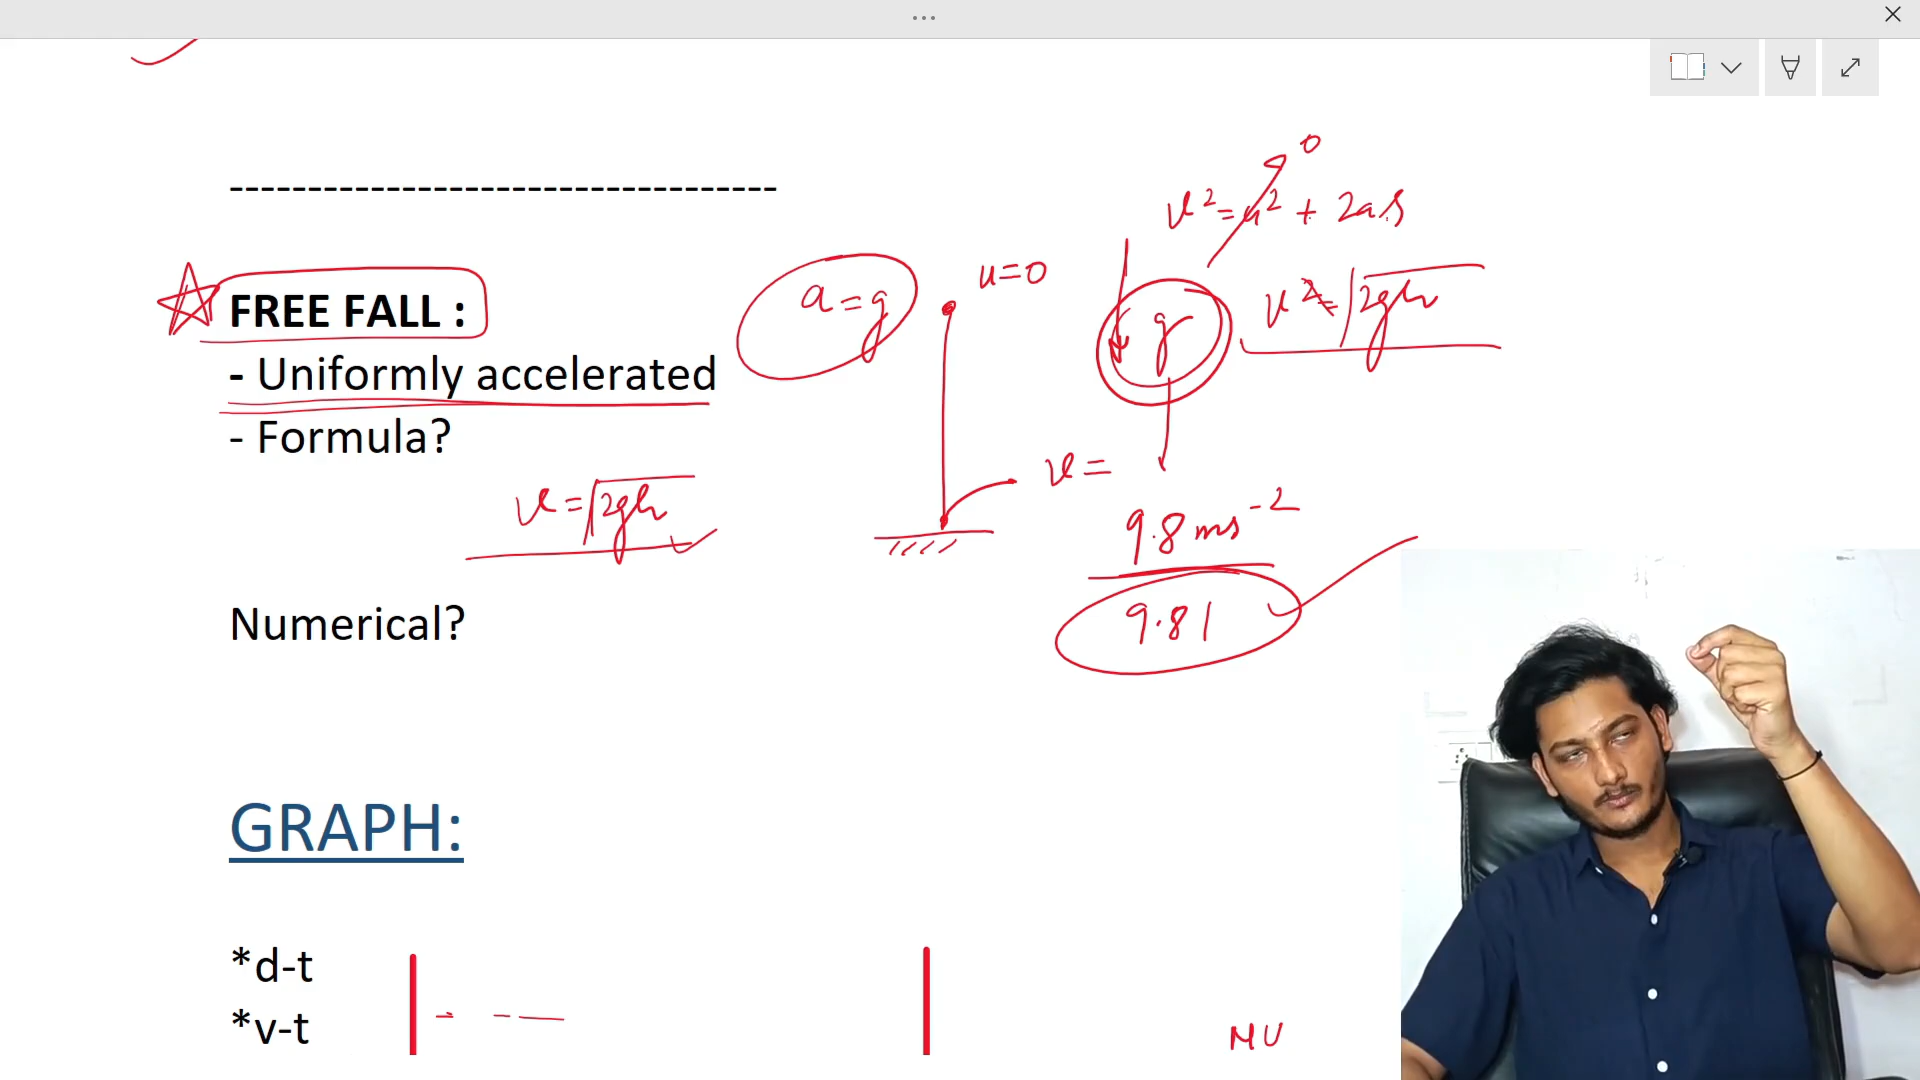 ---------------------------------
v² = u² + 2as
0
FREE FALL :
a = g
u = 0
g
v² = √2gh
- Uniformly accelerated
- Formula?
v =
v = √2gh
9.8 ms⁻²
9.81
Numerical?
GRAPH:
*d-t
*v-t
MU